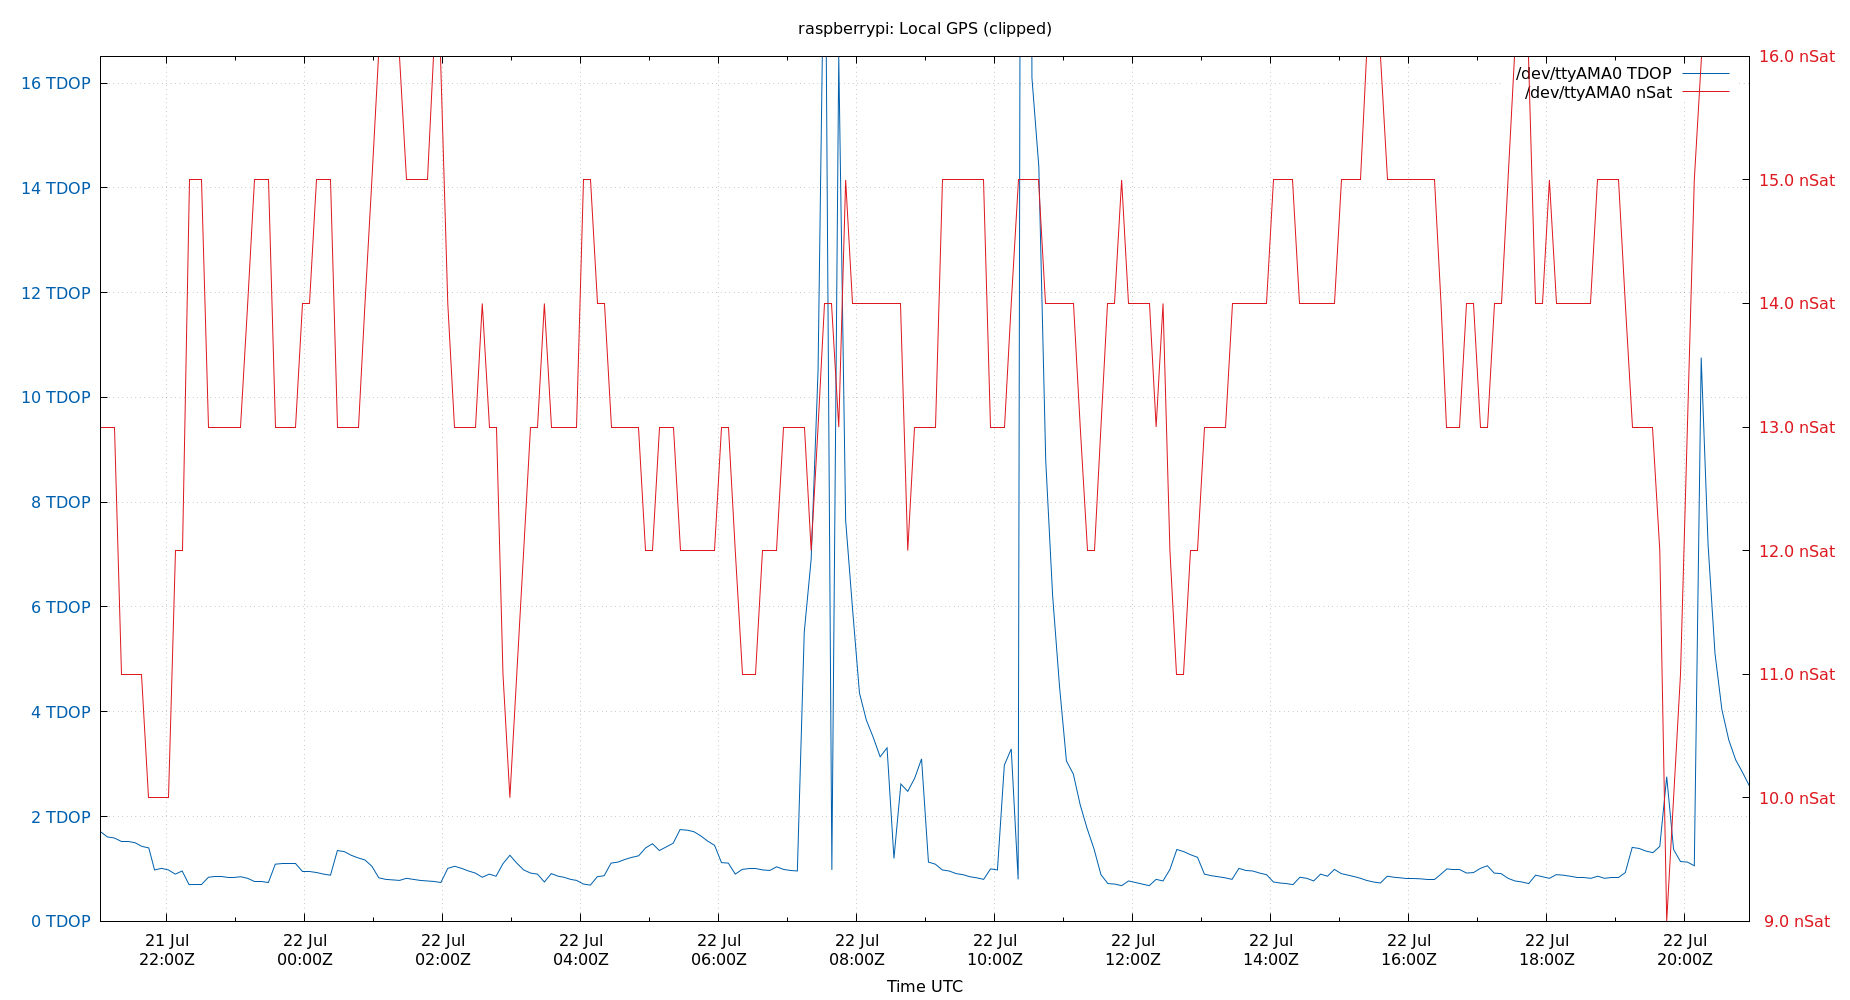 raspberrypi: Local GPS (clipped)
/dev/ttyAMA0 TDOP
/dev/ttyAMA0 nSat
16 TDOP
14 TDOP
12 TDOP
10 TDOP
8 TDOP
6 TDOP
4 TDOP
2 TDOP
0 TDOP
16.0 nSat
15.0 nSat
14.0 nSat
13.0 nSat
12.0 nSat
11.0 nSat
10.0 nSat
9.0 nSat
21 Jul 22 Jul 22 Jul 22 Jul 22 Jul 22 Jul 22 Jul 22 Jul 22 Jul 22 Jul 22 Jul 22 Jul
22:00Z 00:00Z 02:00Z 04:00Z 06:00Z 08:00Z 10:00Z 12:00Z 14:00Z 16:00Z 18:00Z 20:00Z
Time UTC